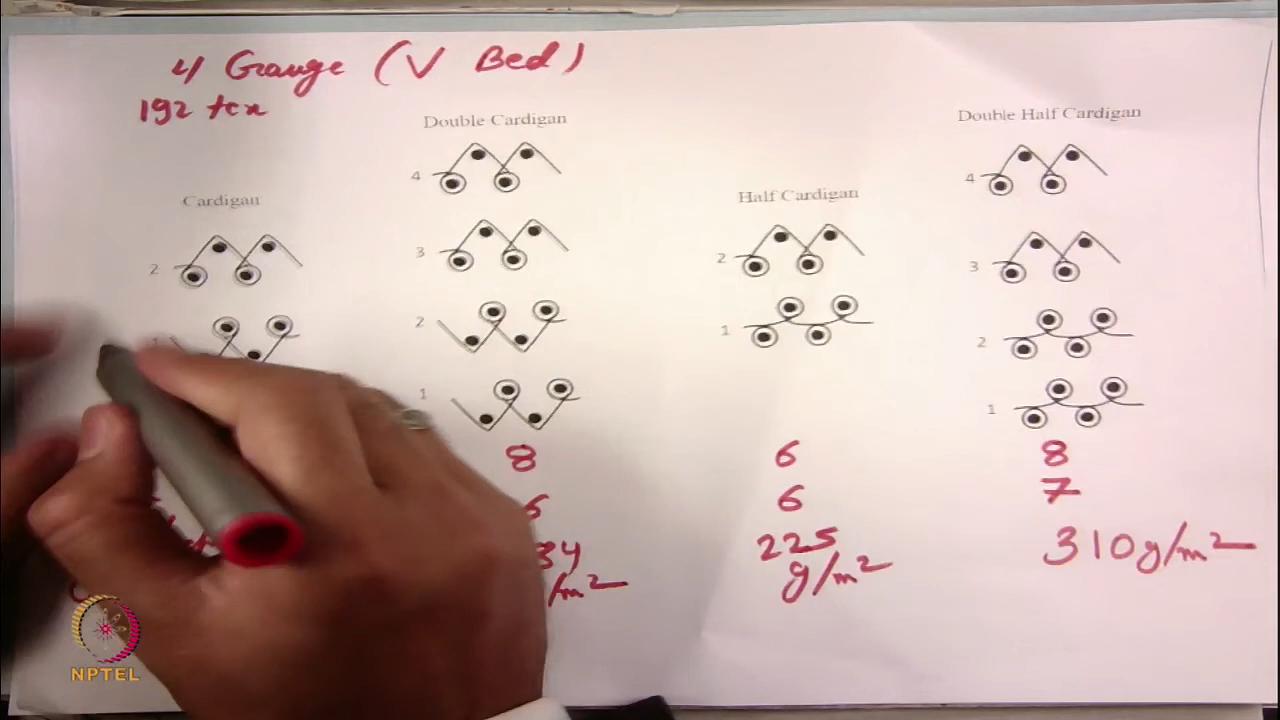 4 Gauge (V Bed)
192 tex
Cardigan
2
Double Cardigan
4
3
2
1
8
Half Cardigan
2
1
6
6
225
g/m2
Double Half Cardigan
4
3
2
1
8
7
310g/m2
NPTEL